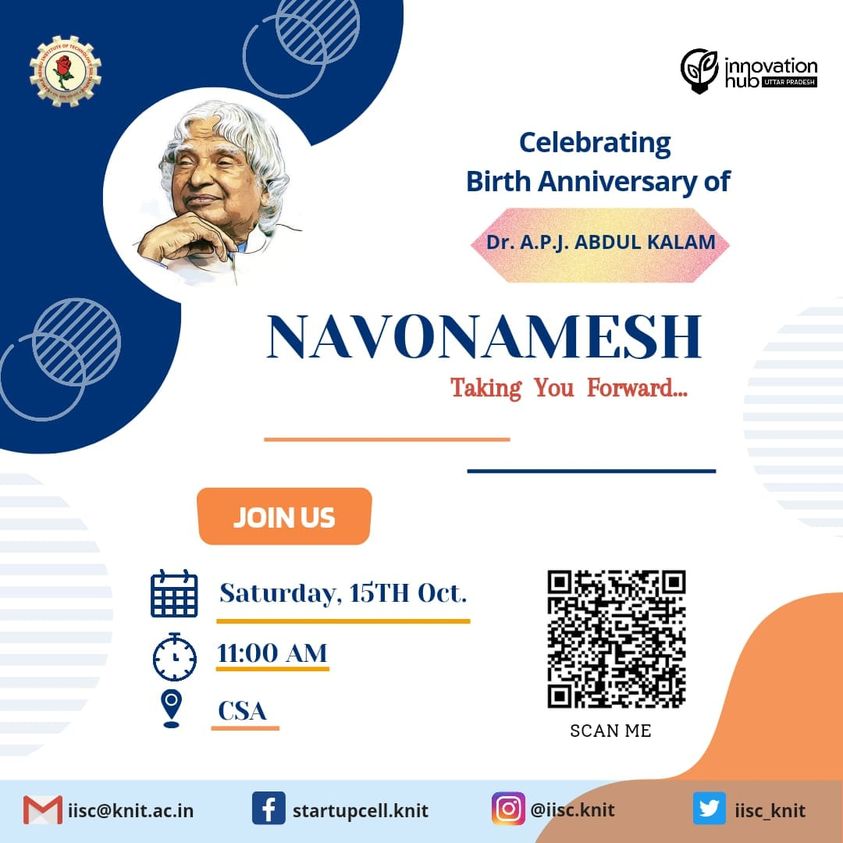 innovation
hub UTTAR PRADESH
Celebrating
Birth Anniversary of
Dr. A.P.J. ABDUL KALAM
NAVONAMESH
Taking You Forward...
JOIN US
Saturday, 15TH Oct.
11:00 AM
CSA
SCAN ME
iisc@knit.ac.in
startupcell.knit
@iisc.knit
iisc_knit